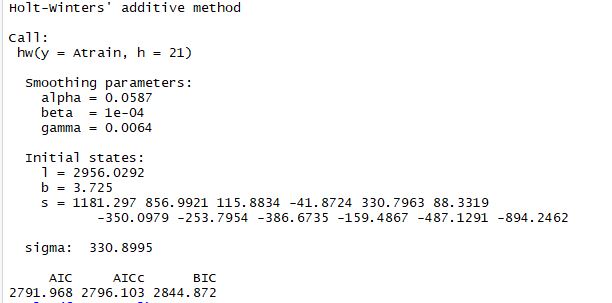 Holt-Winters' additive method
Call:
hw(y = Atrain, h = 21)
Smoothing parameters:
alpha = 0.0587
beta  = 1e-04
gamma = 0.0064
Initial states:
l = 2956.0292
b = 3.725
s = 1181.297 856.9921 115.8834 -41.8724 330.7963 88.3319
-350.0979 -253.7954 -386.6735 -159.4867 -487.1291 -894.2462
sigma:  330.8995
AIC     AICc      BIC
2791.968 2796.103 2844.872